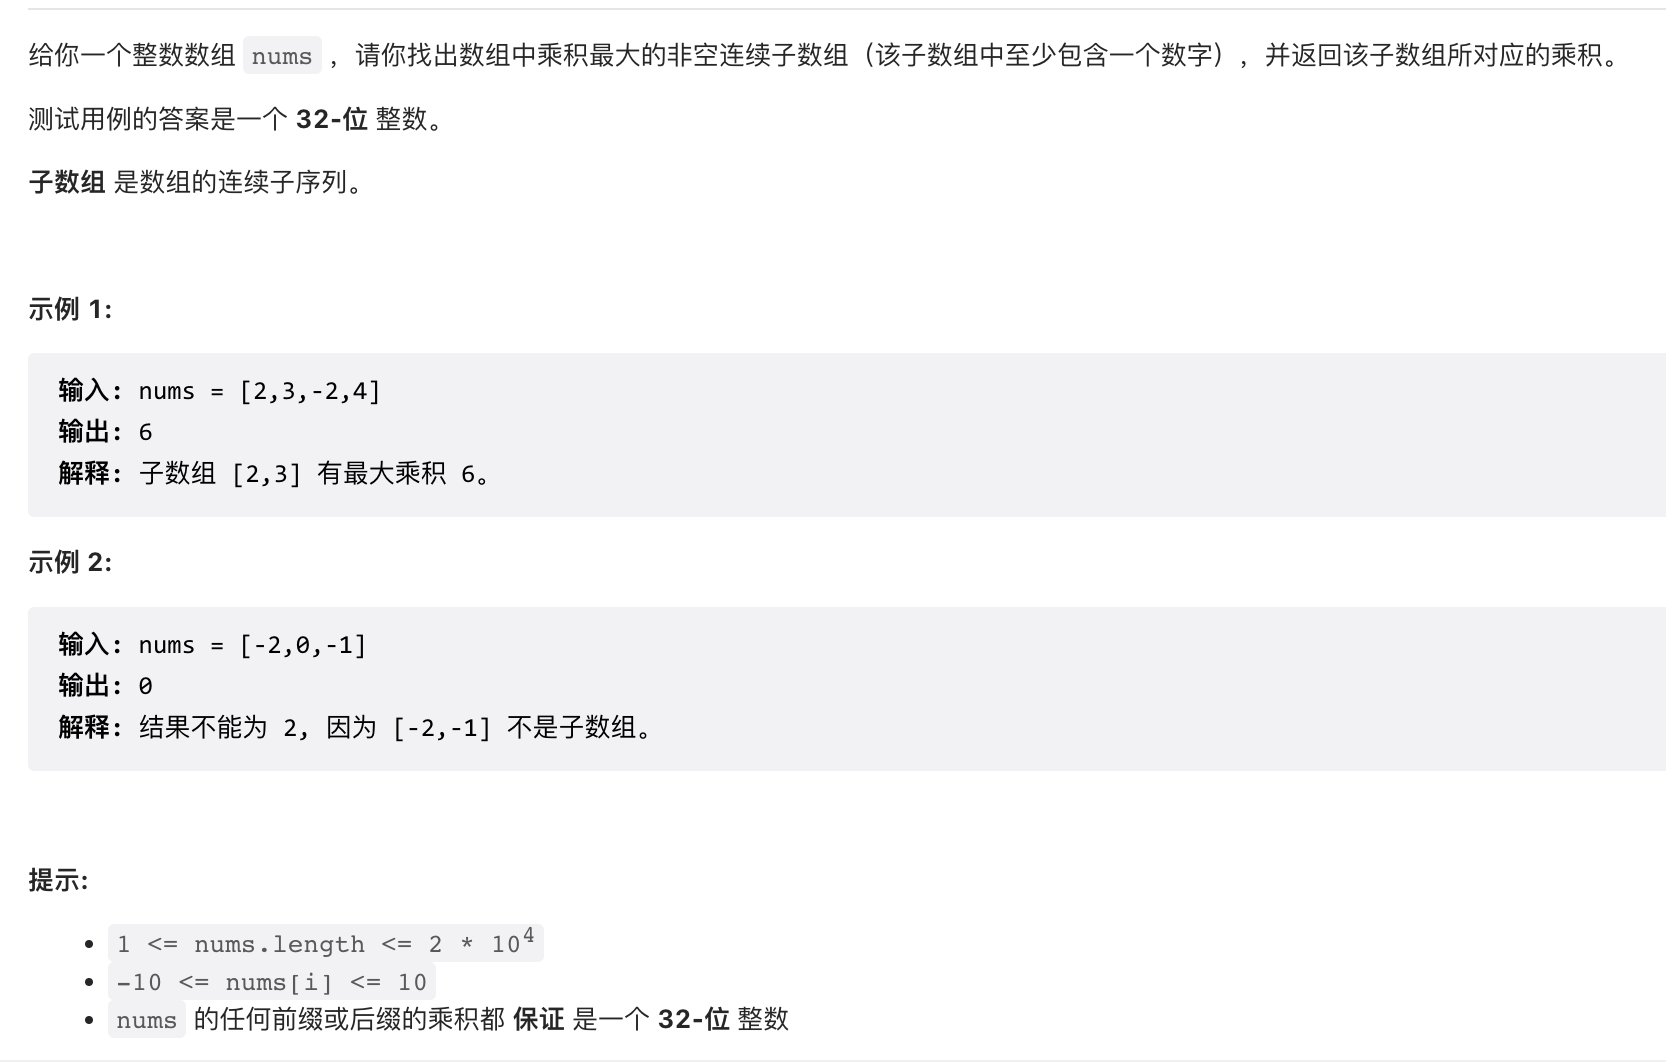 给你一个整数数组 nums ，请你找出数组中乘积最大的非空连续子数组（该子数组中至少包含一个数字），并返回该子数组所对应的乘积。
测试用例的答案是一个 32-位 整数。
子数组 是数组的连续子序列。
示例 1:
输入: nums = [2,3,-2,4]
输出: 6
解释: 子数组 [2,3] 有最大乘积 6。
示例 2:
输入: nums = [-2,0,-1]
输出: 0
解释: 结果不能为 2, 因为 [-2,-1] 不是子数组。
提示:
• 1 <= nums.length <= 2 * 10⁴
• -10 <= nums[i] <= 10
• nums 的任何前缀或后缀的乘积都 保证 是一个 32-位 整数